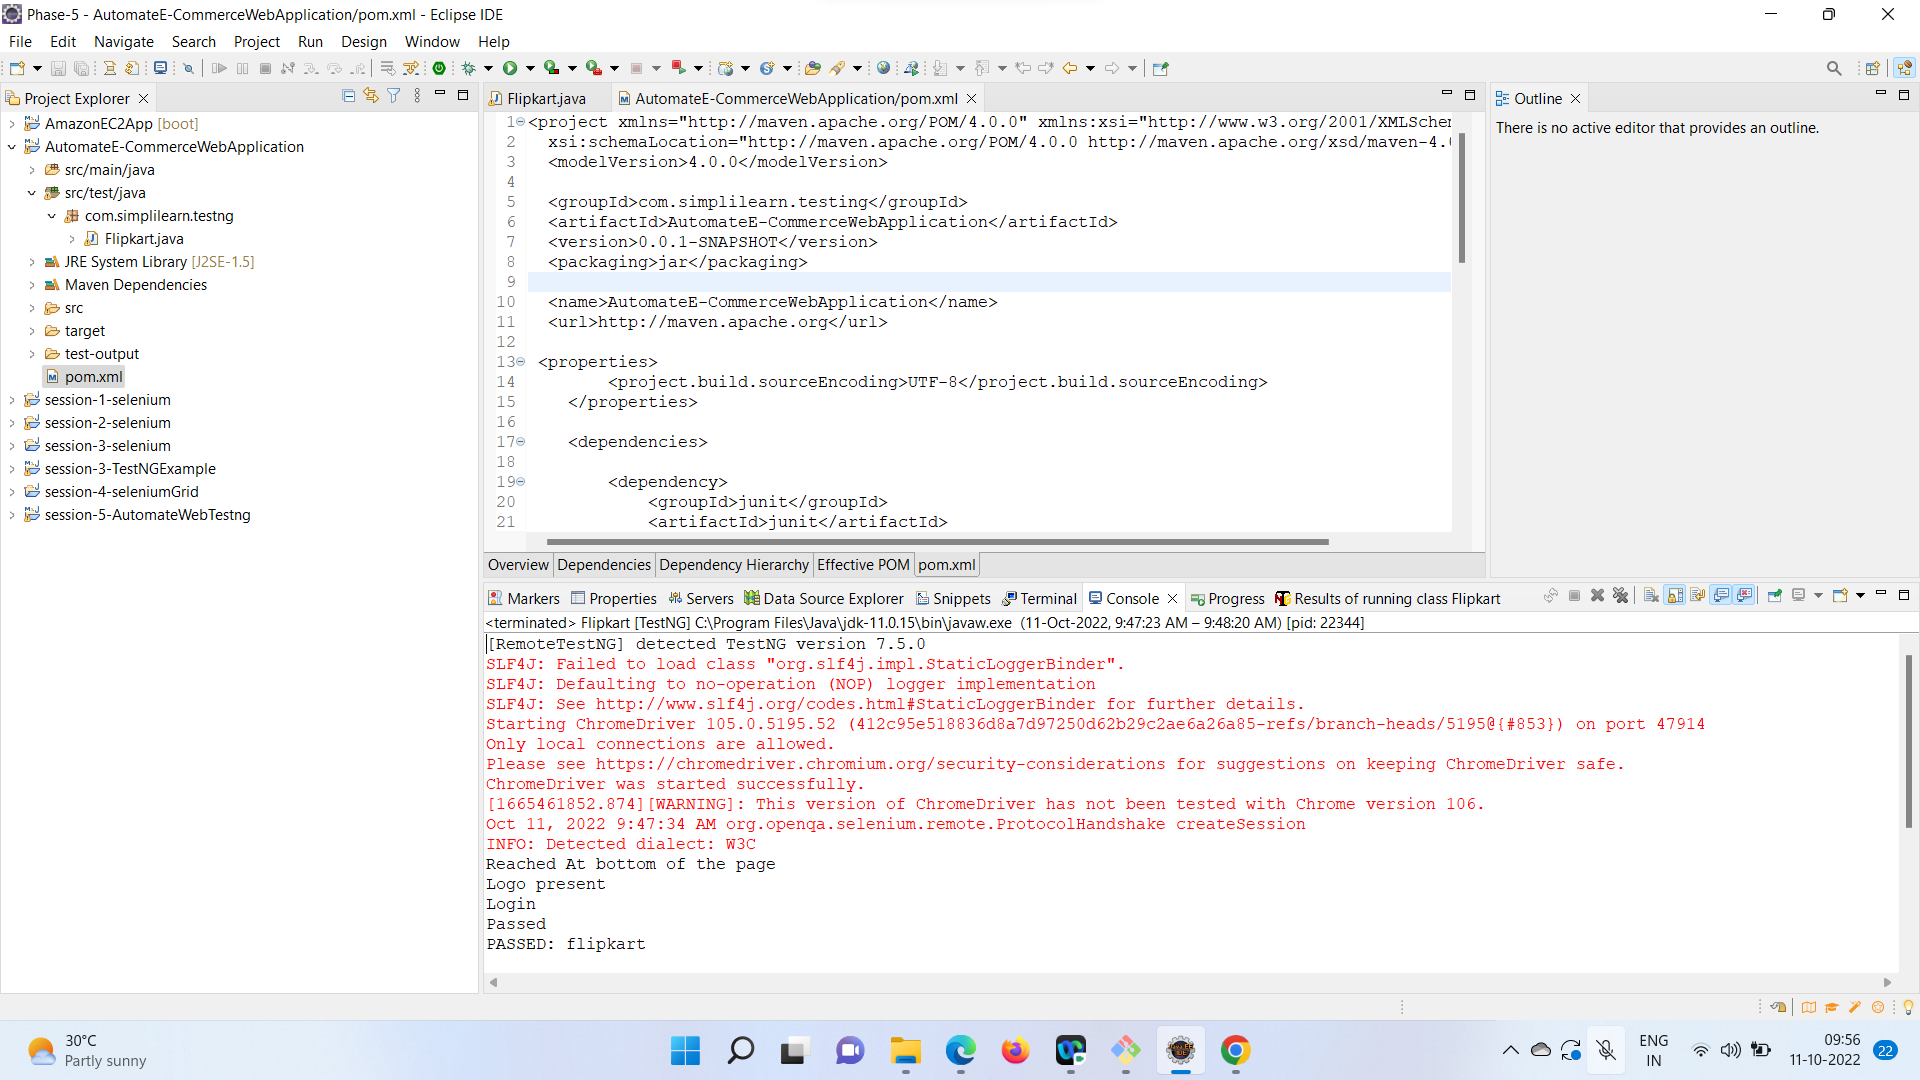 Phase-5 - AutomateE-CommerceWebApplication/pom.xml - Eclipse IDE
File Edit Navigate Search Project Run Design Window Help
Project Explorer
AmazonEC2App [boot]
AutomateE-CommerceWebApplication
src/main/java
src/test/java
com.simplilearn.testng
Flipkart.java
JRE System Library [J2SE-1.5]
Maven Dependencies
src
target
test-output
pom.xml
session-1-selenium
session-2-selenium
session-3-selenium
session-3-TestNGExample
session-4-seleniumGrid
session-5-AutomateWebTestng
Flipkart.java AutomateE-CommerceWebApplication/pom.xml
1 <project xmlns="http://maven.apache.org/POM/4.0.0" xmlns:xsi="http://www.w3.org/2001/XMLSchem
2 xsi:schemaLocation="http://maven.apache.org/POM/4.0.0 http://maven.apache.org/xsd/maven-4.0
3 <modelVersion>4.0.0</modelVersion>
4
5 <groupId>com.simplilearn.testing</groupId>
6 <artifactId>AutomateE-CommerceWebApplication</artifactId>
7 <version>0.0.1-SNAPSHOT</version>
8 <packaging>jar</packaging>
9
10 <name>AutomateE-CommerceWebApplication</name>
11 <url>http://maven.apache.org</url>
12
13 <properties>
14 <project.build.sourceEncoding>UTF-8</project.build.sourceEncoding>
15 </properties>
16
17 <dependencies>
18
19 <dependency>
20 <groupId>junit</groupId>
21 <artifactId>junit</artifactId>
Overview Dependencies Dependency Hierarchy Effective POM pom.xml
Outline
There is no active editor that provides an outline.
Markers Properties Servers Data Source Explorer Snippets Terminal Console Progress Results of running class Flipkart
<terminated> Flipkart [TestNG] C:\Program Files\Java\jdk-11.0.15\bin\javaw.exe (11-Oct-2022, 9:47:23 AM – 9:48:20 AM) [pid: 22344]
[RemoteTestNG] detected TestNG version 7.5.0
SLF4J: Failed to load class "org.slf4j.impl.StaticLoggerBinder".
SLF4J: Defaulting to no-operation (NOP) logger implementation
SLF4J: See http://www.slf4j.org/codes.html#StaticLoggerBinder for further details.
Starting ChromeDriver 105.0.5195.52 (412c95e518836d8a7d97250d62b29c2ae6a26a85-refs/branch-heads/5195@{#853}) on port 47914
Only local connections are allowed.
Please see https://chromedriver.chromium.org/security-considerations for suggestions on keeping ChromeDriver safe.
ChromeDriver was started successfully.
[1665461852.874][WARNING]: This version of ChromeDriver has not been tested with Chrome version 106.
Oct 11, 2022 9:47:34 AM org.openqa.selenium.remote.ProtocolHandshake createSession
INFO: Detected dialect: W3C
Reached At bottom of the page
Logo present
Login
Passed
PASSED: flipkart
30°C
Partly sunny
ENG
IN
09:56
11-10-2022
22